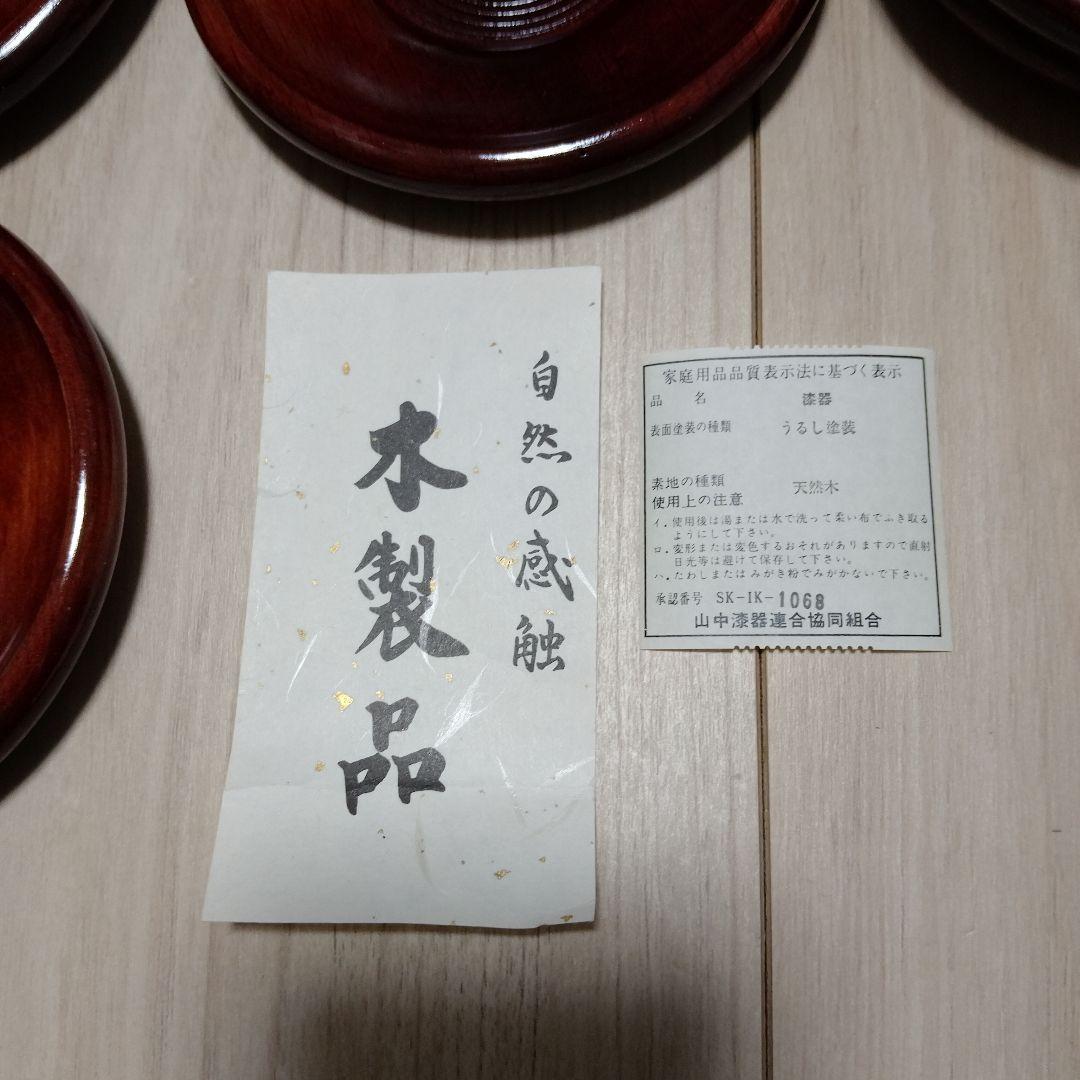 自然の感触
木製品
家庭用品品質表示法に基づく表示
品名 漆器
表面塗装の種類 うるし塗装
素地の種類 天然木
使用上の注意
イ.使用後は湯または水で洗って柔い布でふき取る
ようにして下さい。
ロ.変形または変色するおそれがありますので直射
日光等は避けて保存して下さい。
ハ.たわしまたはみがき粉でみがかないで下さい。
承認番号 SK-IK-1068
山中漆器連合協同組合